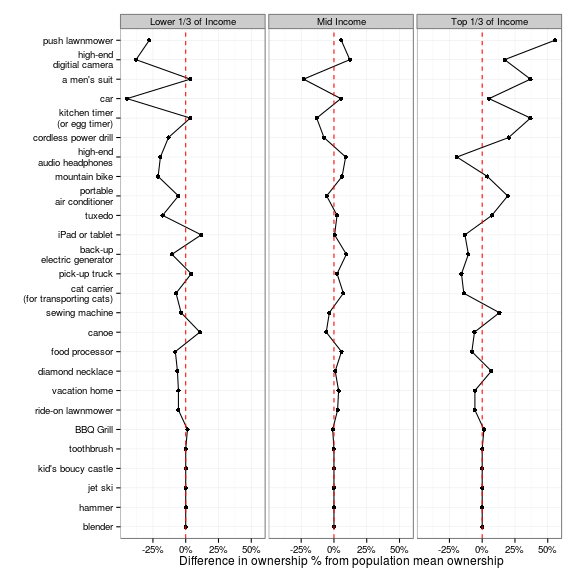 Lower 1/3 of Income
Mid Income
Top 1/3 of Income
push lawnmower
high-end
digitial camera
a men's suit
car
kitchen timer
(or egg timer)
cordless power drill
high-end
audio headphones
mountain bike
portable
air conditioner
tuxedo
iPad or tablet
back-up
electric generator
pick-up truck
cat carrier
(for transporting cats)
sewing machine
canoe
food processor
diamond necklace
vacation home
ride-on lawnmower
BBQ Grill
toothbrush
kid's boucy castle
jet ski
hammer
blender
-25% 0% 25% 50%
-25% 0% 25% 50%
-25% 0% 25% 50%
Difference in ownership % from population mean ownership